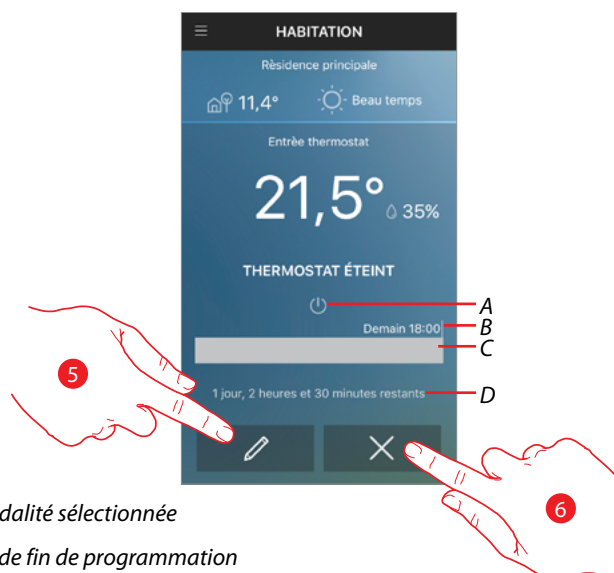 HABITATION
Rèsidence principale
11,4° Beau temps
Entrèe thermostat
21,5° 35%
THERMOSTAT ÉTEINT
A
Demain 18:00 B
C
1 jour, 2 heures et 30 minutes restants D
5
6
dalité sélectionnée
de fin de programmation